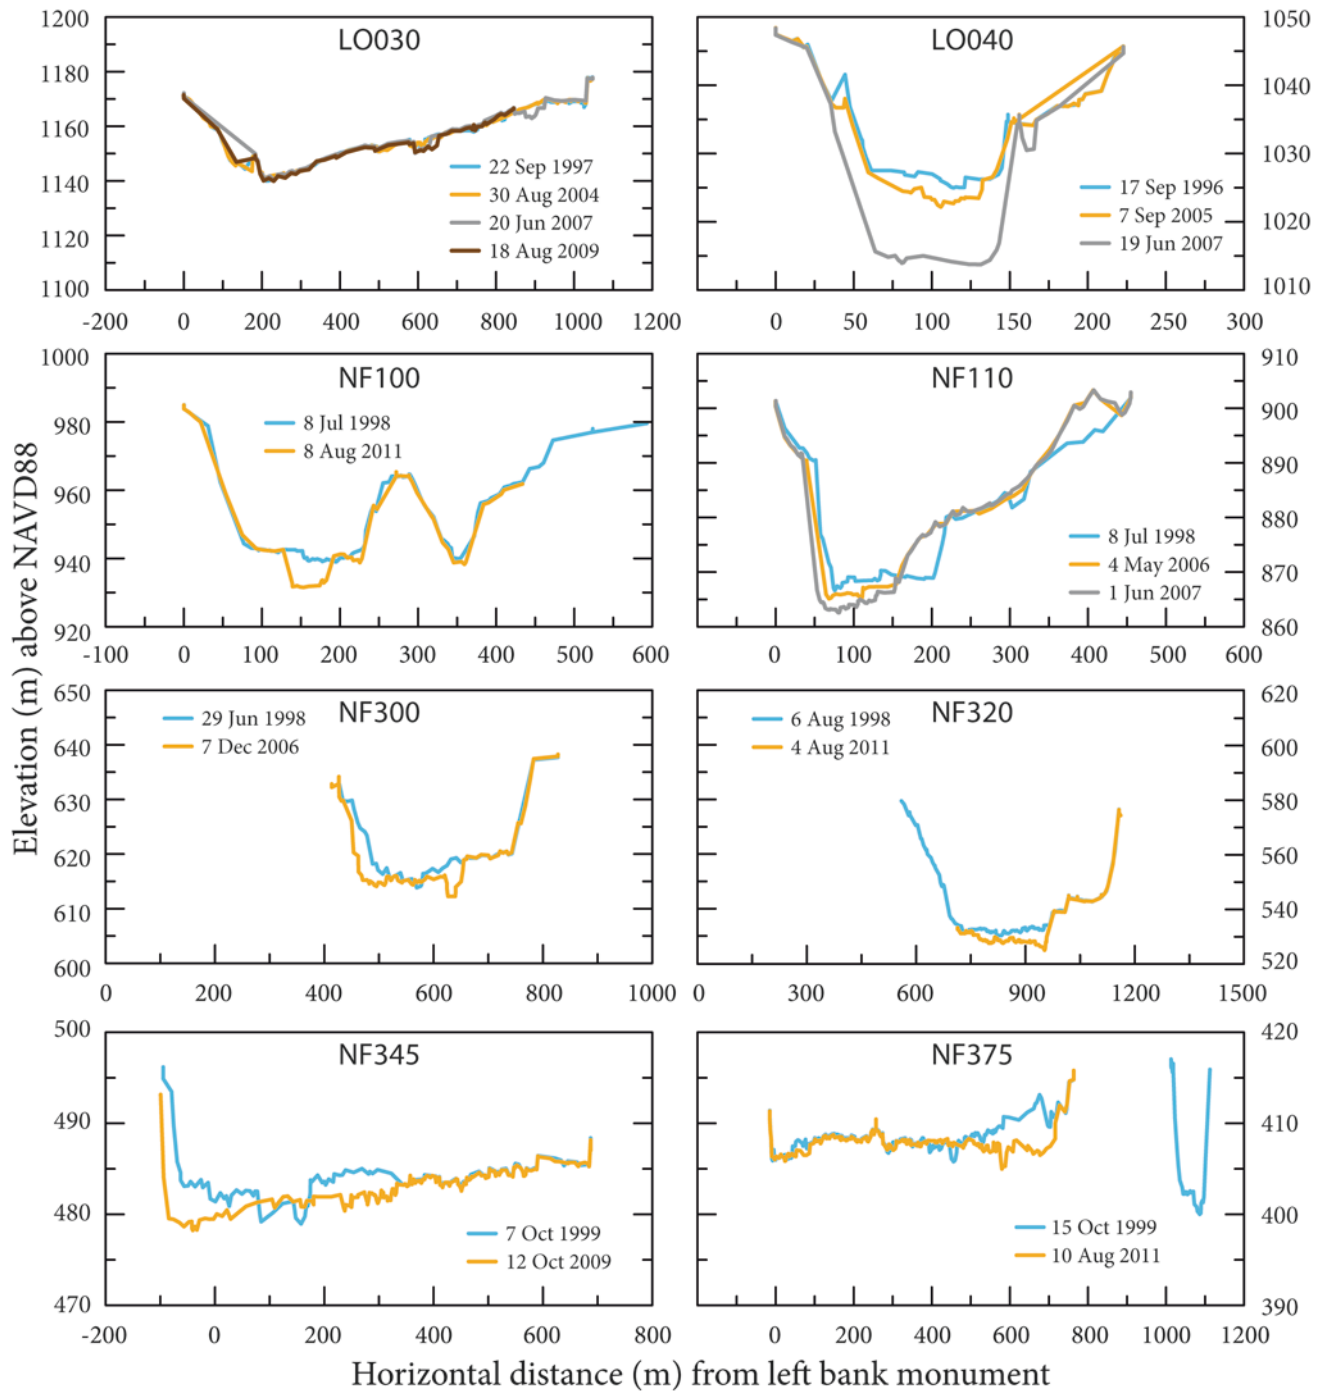 LO030
1200
1180
1160
1140
1120
1100
22 Sep 1997
30 Aug 2004
20 Jun 2007
18 Aug 2009
-200 0 200 400 600 800 1000 1200
LO040
1050
1040
1030
1020
1010
17 Sep 1996
7 Sep 2005
19 Jun 2007
0 50 100 150 200 250 300
NF100
1000
980
960
940
920
8 Jul 1998
8 Aug 2011
-100 0 100 200 300 400 500 600
NF110
910
900
890
880
870
860
8 Jul 1998
4 May 2006
1 Jun 2007
0 100 200 300 400 500 600
Elevation (m) above NAVD88
NF300
650
640
630
620
610
600
29 Jun 1998
7 Dec 2006
0 200 400 600 800 1000
NF320
620
600
580
560
540
520
6 Aug 1998
4 Aug 2011
0 300 600 900 1200 1500
NF345
500
490
480
470
7 Oct 1999
12 Oct 2009
-200 0 200 400 600 800
NF375
420
410
400
390
15 Oct 1999
10 Aug 2011
0 200 400 600 800 1000 1200
Horizontal distance (m) from left bank monument